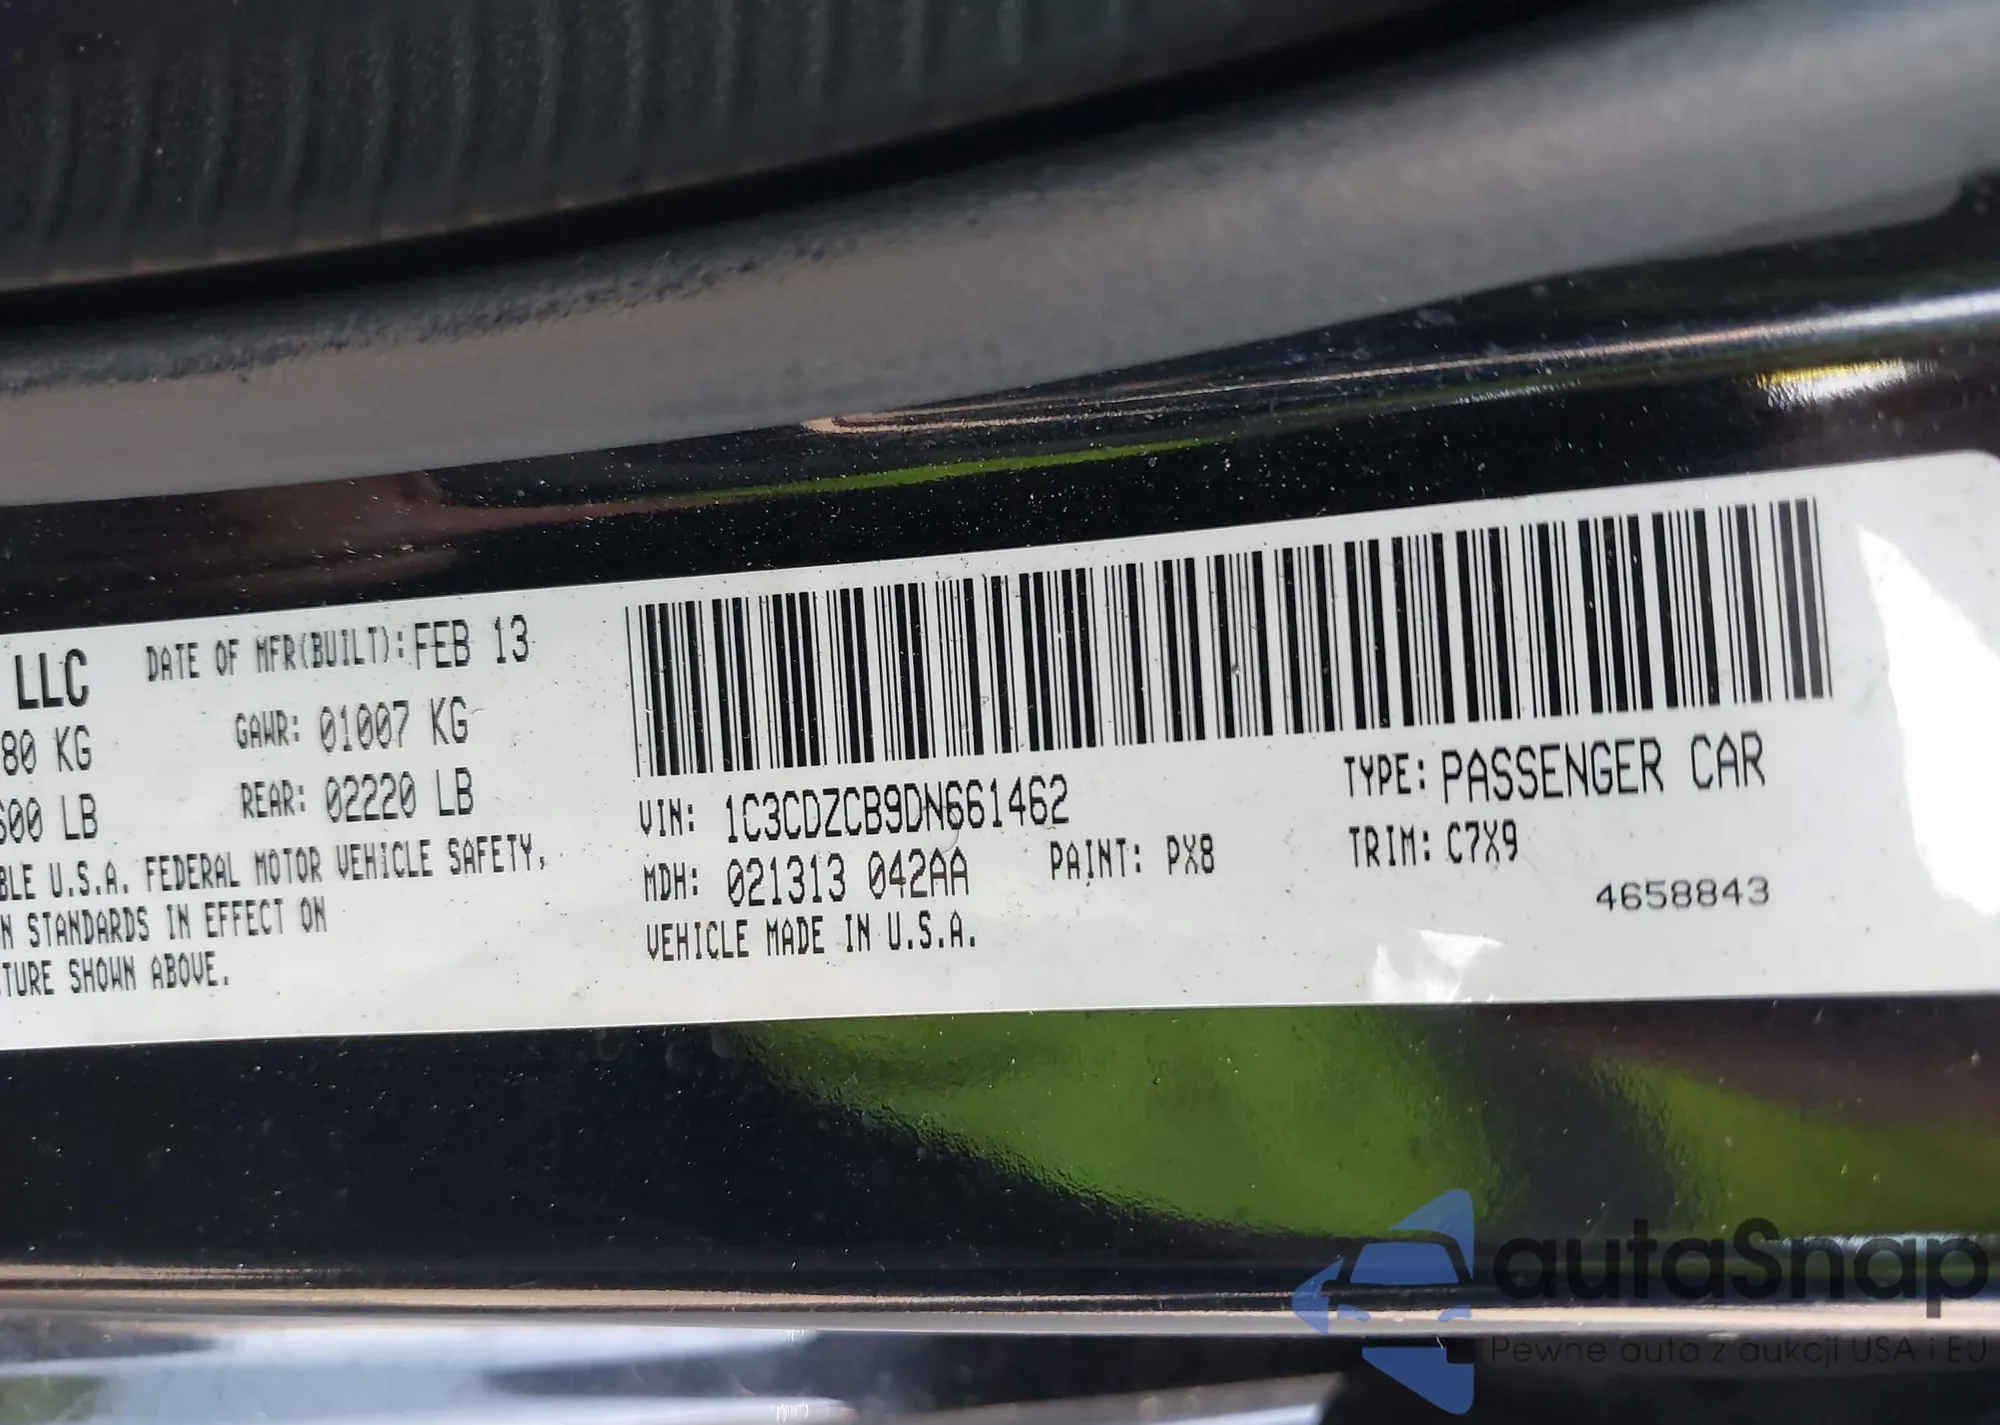 LLC DATE OF MFR(BUILT): FEB 13
80 KG GAWR: 01007 KG
600 LB REAR: 02220 LB
BLE U.S.A. FEDERAL MOTOR VEHICLE SAFETY,
N STANDARDS IN EFFECT ON
TURE SHOWN ABOVE.
VIN: 1C3CDZCB9DN661462 TYPE: PASSENGER CAR
MDH: 021313 042AA PAINT: PX8 TRIM: C7X9
VEHICLE MADE IN U.S.A. 4658843
autaSnap
Pewne auta z aukcji USA i EU